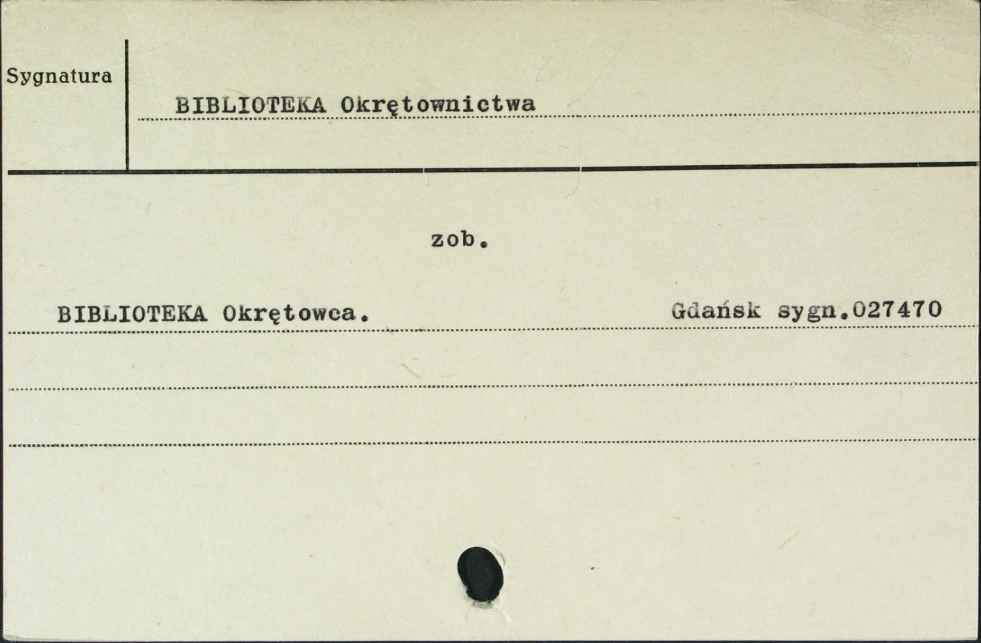 Sygnatura
BIBLIOTEKA Okrętownictwa
zob.
BIBLIOTEKA Okrętowca. Gdańsk sygn.027470